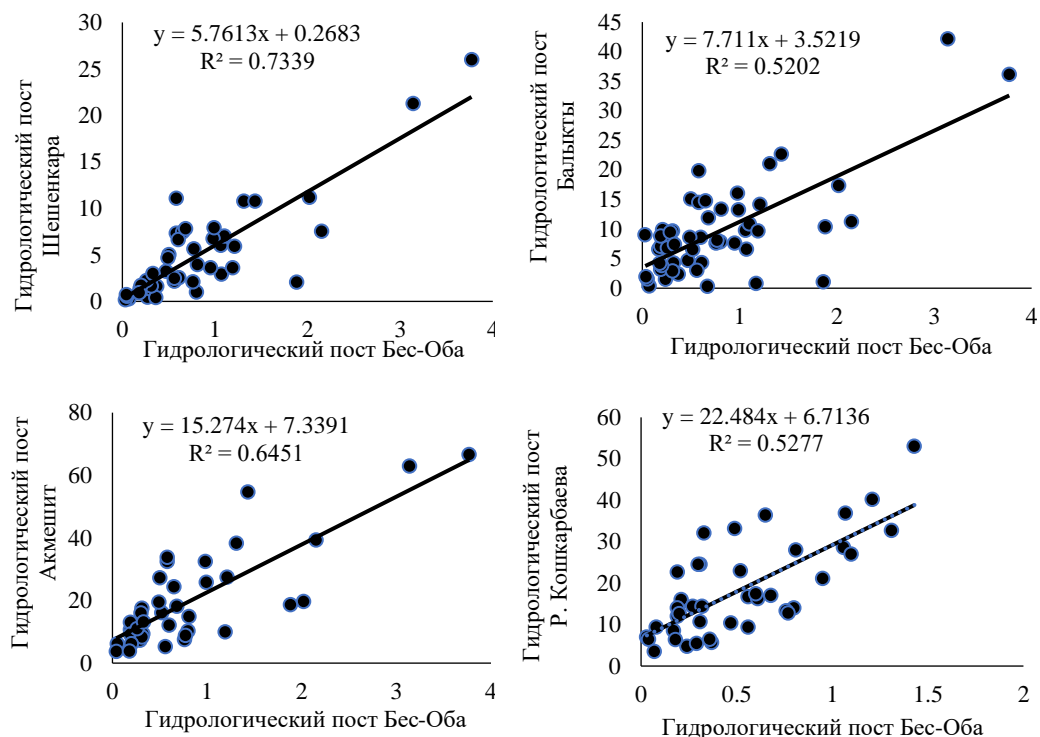 y = 5.7613x + 0.2683
R² = 0.7339
Гидрологический пост
Шешенкара
30
25
20
15
10
5
0
0 1 2 3 4
Гидрологический пост Бес-Оба
y = 7.711x + 3.5219
R² = 0.5202
Гидрологический пост
Балыкты
45
40
35
30
25
20
15
10
5
0
0 1 2 3 4
Гидрологический пост Бес-Оба
y = 15.274x + 7.3391
R² = 0.6451
Гидрологический пост
Акмешит
80
60
40
20
0
0 1 2 3 4
Гидрологический пост Бес-Оба
y = 22.484x + 6.7136
R² = 0.5277
Гидрологический пост
Р. Кошкарбаева
60
50
40
30
20
10
0
0 0.5 1 1.5 2
Гидрологический пост Бес-Оба